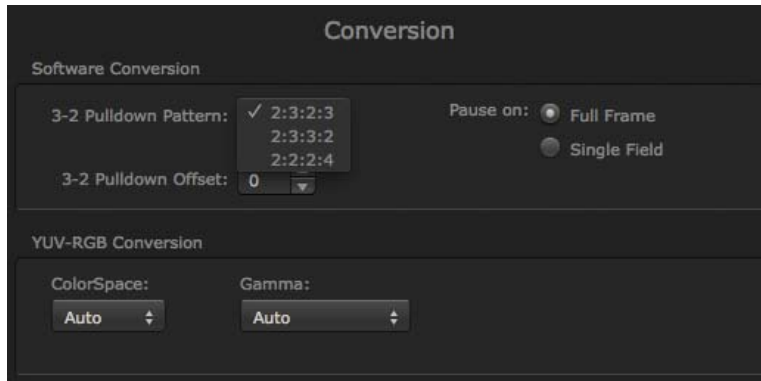 Conversion
Software Conversion
3-2 Pulldown Pattern: ✓ 2:3:2:3 Pause on: Full Frame
2:3:3:2
2:2:2:4 Single Field
3-2 Pulldown Offset: 0
YUV-RGB Conversion
ColorSpace: Gamma:
Auto Auto